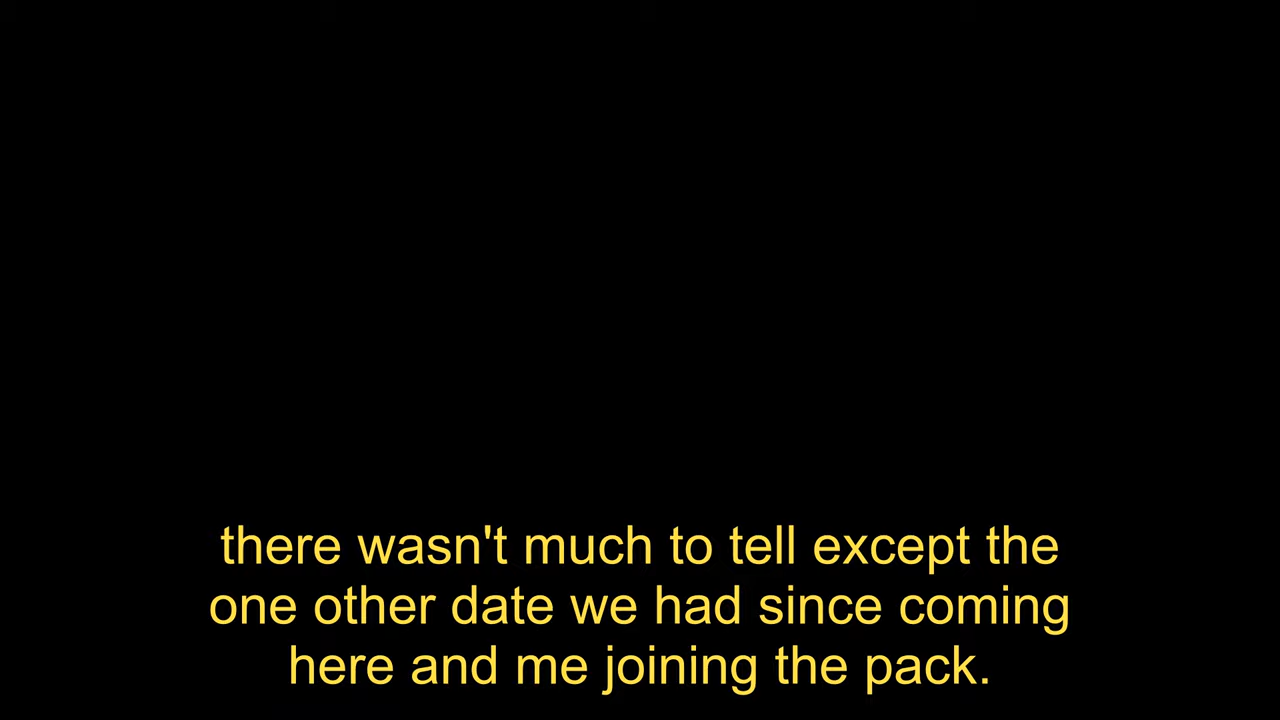 there wasn't much to tell except the
one other date we had since coming
here and me joining the pack.